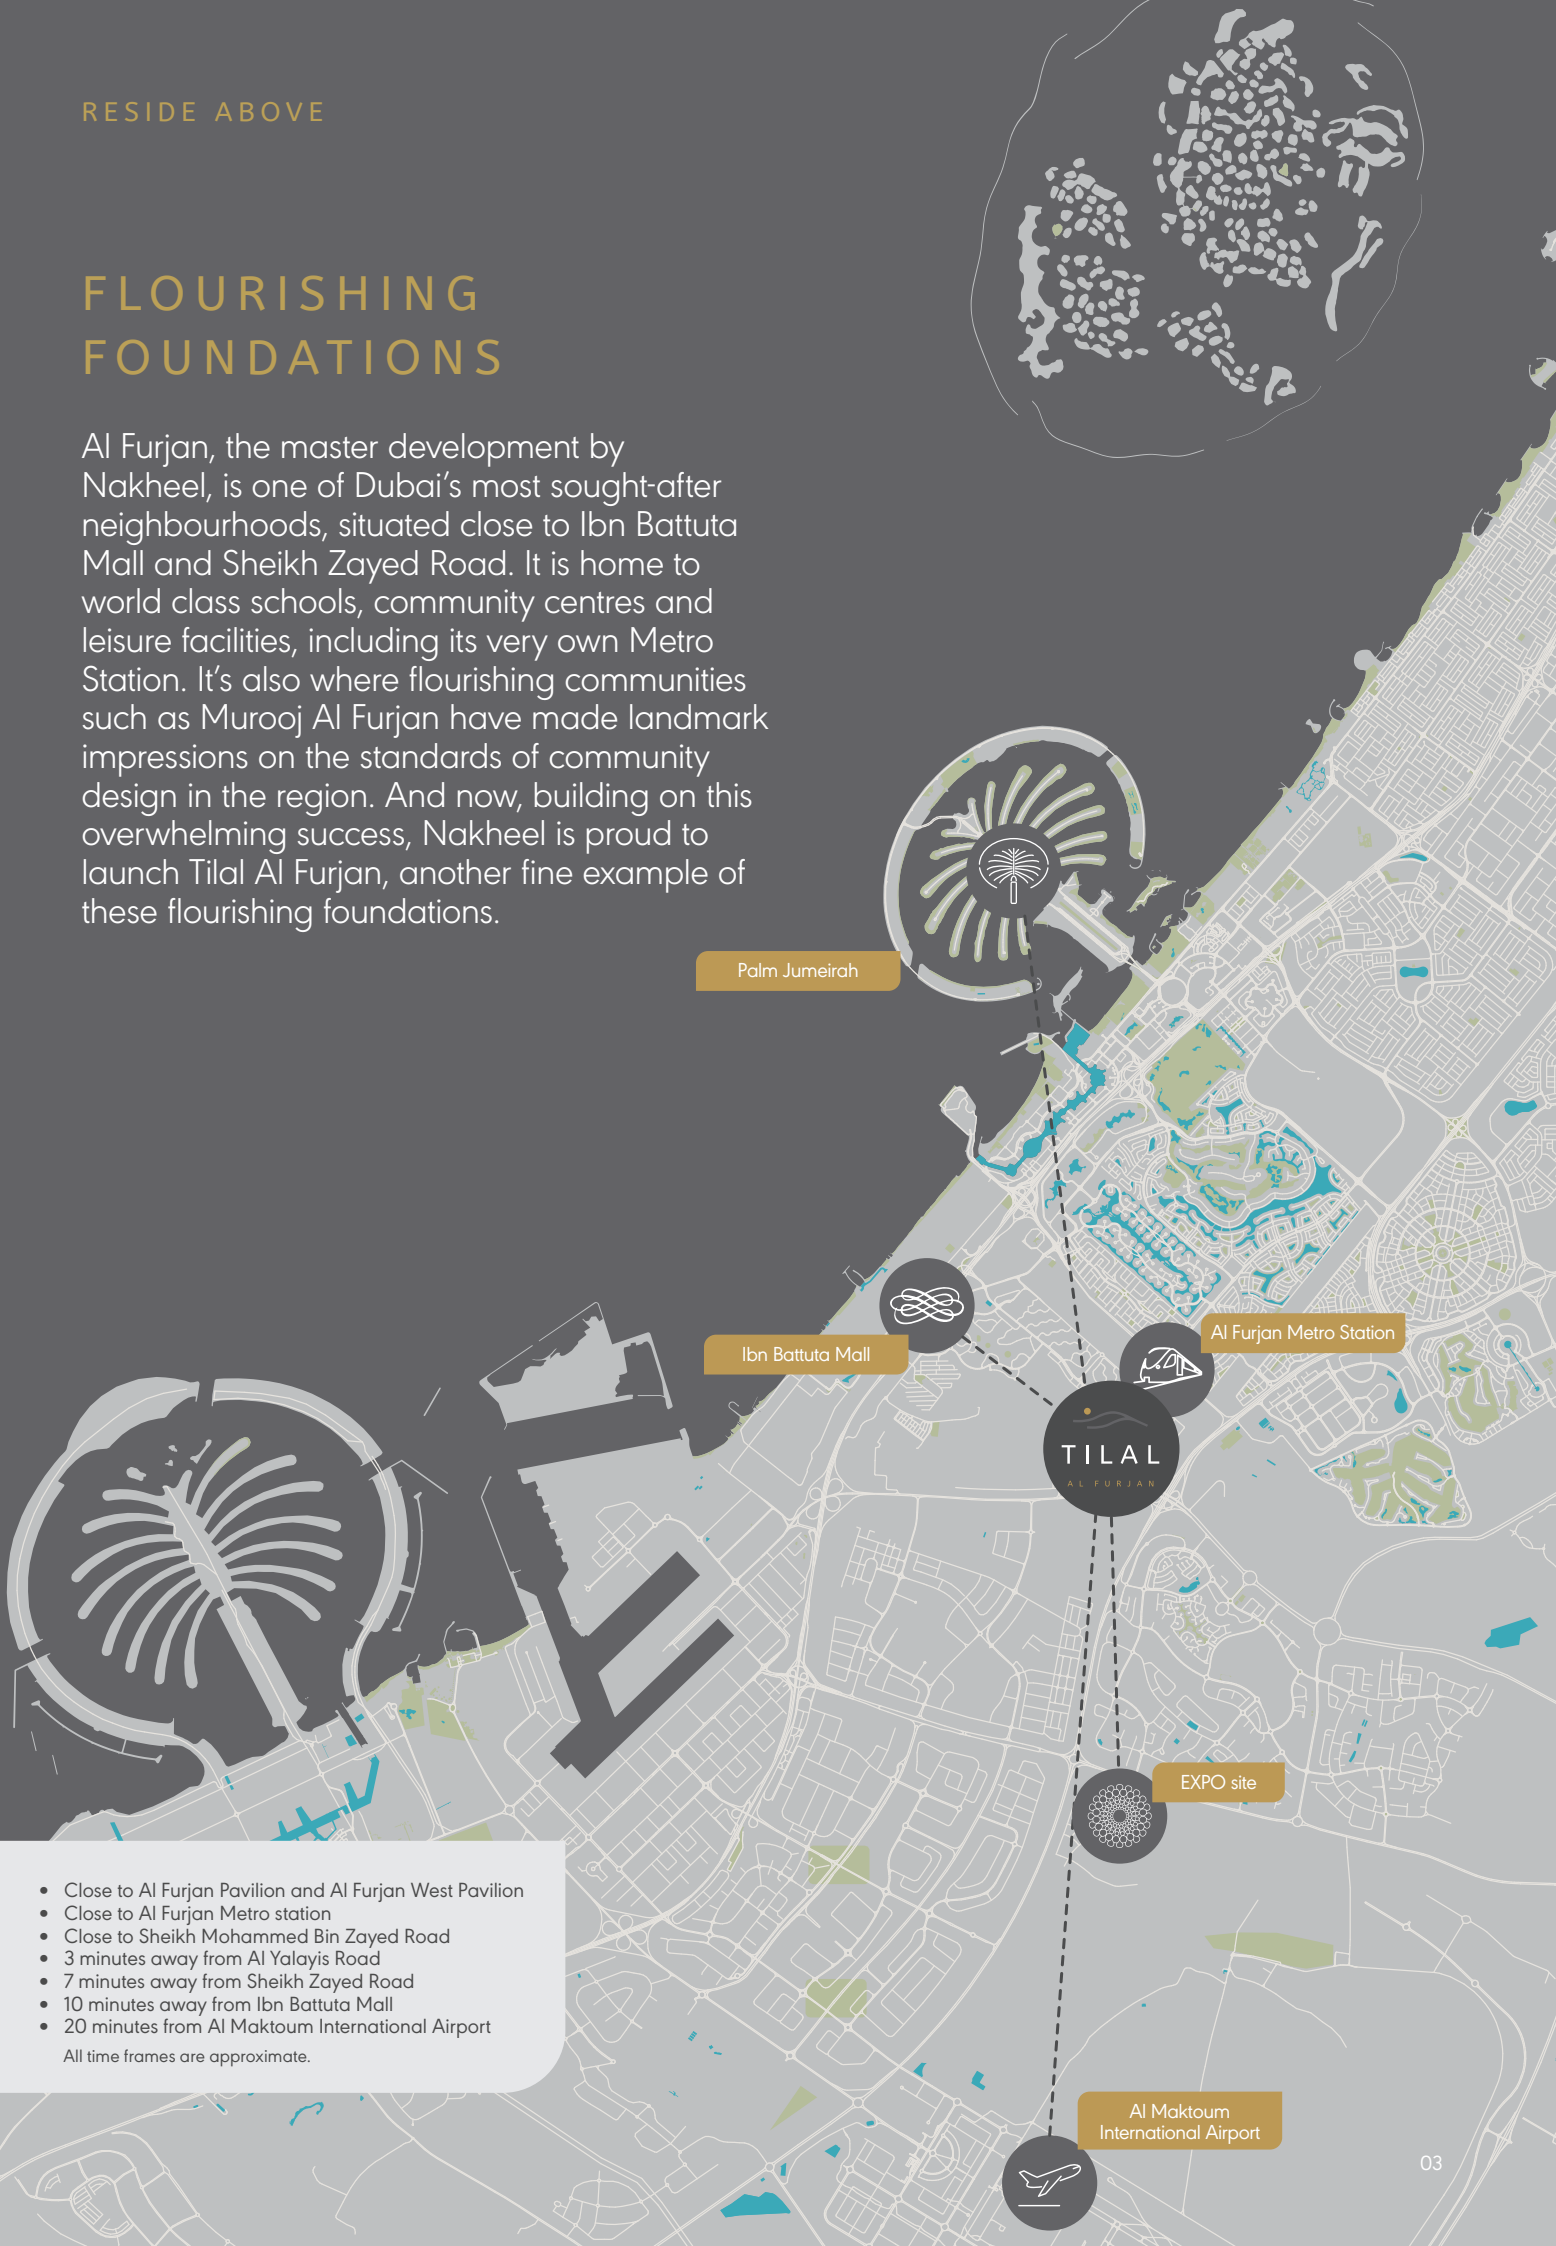 RESIDE ABOVE
FLOURISHING
FOUNDATIONS
Al Furjan, the master development by
Nakheel, is one of Dubai’s most sought-after
neighbourhoods, situated close to Ibn Battuta
Mall and Sheikh Zayed Road. It is home to
world class schools, community centres and
leisure facilities, including its very own Metro
Station. It’s also where flourishing communities
such as Murooj Al Furjan have made landmark
impressions on the standards of community
design in the region. And now, building on this
overwhelming success, Nakheel is proud to
launch Tilal Al Furjan, another fine example of
these flourishing foundations.
Palm Jumeirah
Al Furjan Metro Station
Ibn Battuta Mall
TILAL
AL FURJAN
EXPO site
• Close to Al Furjan Pavilion and Al Furjan West Pavilion
• Close to Al Furjan Metro station
• Close to Sheikh Mohammed Bin Zayed Road
• 3 minutes away from Al Yalayis Road
• 7 minutes away from Sheikh Zayed Road
• 10 minutes away from Ibn Battuta Mall
• 20 minutes from Al Maktoum International Airport
All time frames are approximate.
Al Maktoum
International Airport
03